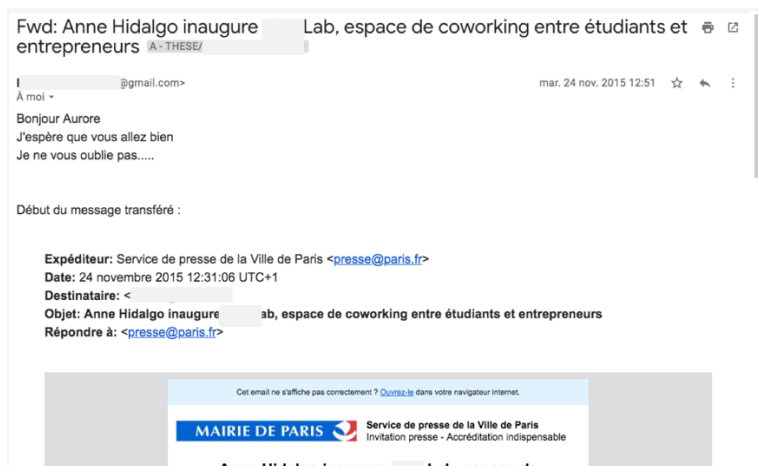 Fwd: Anne Hidalgo inaugure Lab, espace de coworking entre étudiants et
entrepreneurs A - THESE/
@gmail.com> mar. 24 nov. 2015 12:51
À moi
Bonjour Aurore
J'espère que vous allez bien
Je ne vous oublie pas.....
Début du message transféré :
Expéditeur: Service de presse de la Ville de Paris <presse@paris.fr>
Date: 24 novembre 2015 12:31:06 UTC+1
Destinataire: <
Objet: Anne Hidalgo inaugure ab, espace de coworking entre étudiants et entrepreneurs
Répondre à: <presse@paris.fr>
Cet email ne s'affiche pas correctement ? Ouvrez-le dans votre navigateur internet.
MAIRIE DE PARIS
Service de presse de la Ville de Paris
Invitation presse - Accréditation indispensable